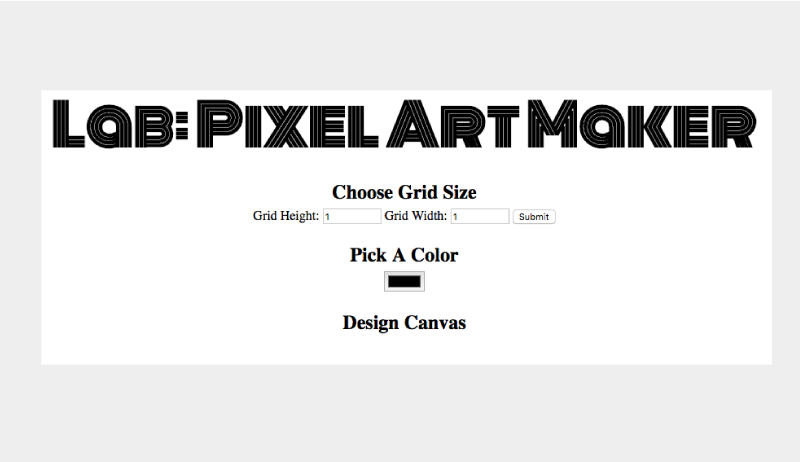 Lab: Pixel Art Maker
Choose Grid Size
Grid Height: 1 Grid Width: 1 Submit
Pick A Color
Design Canvas